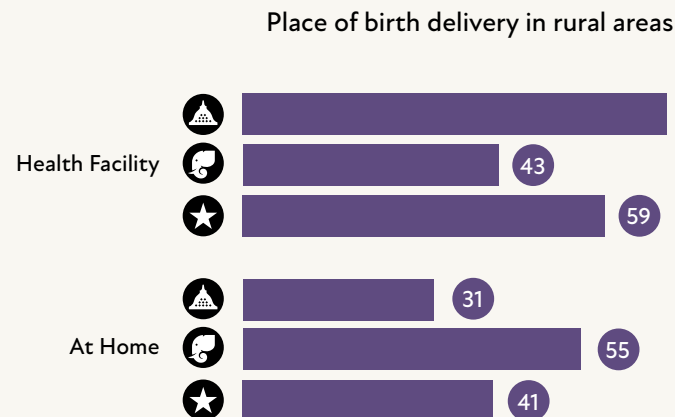 Place of birth delivery in rural areas
Health Facility
43
59
31
At Home
55
41